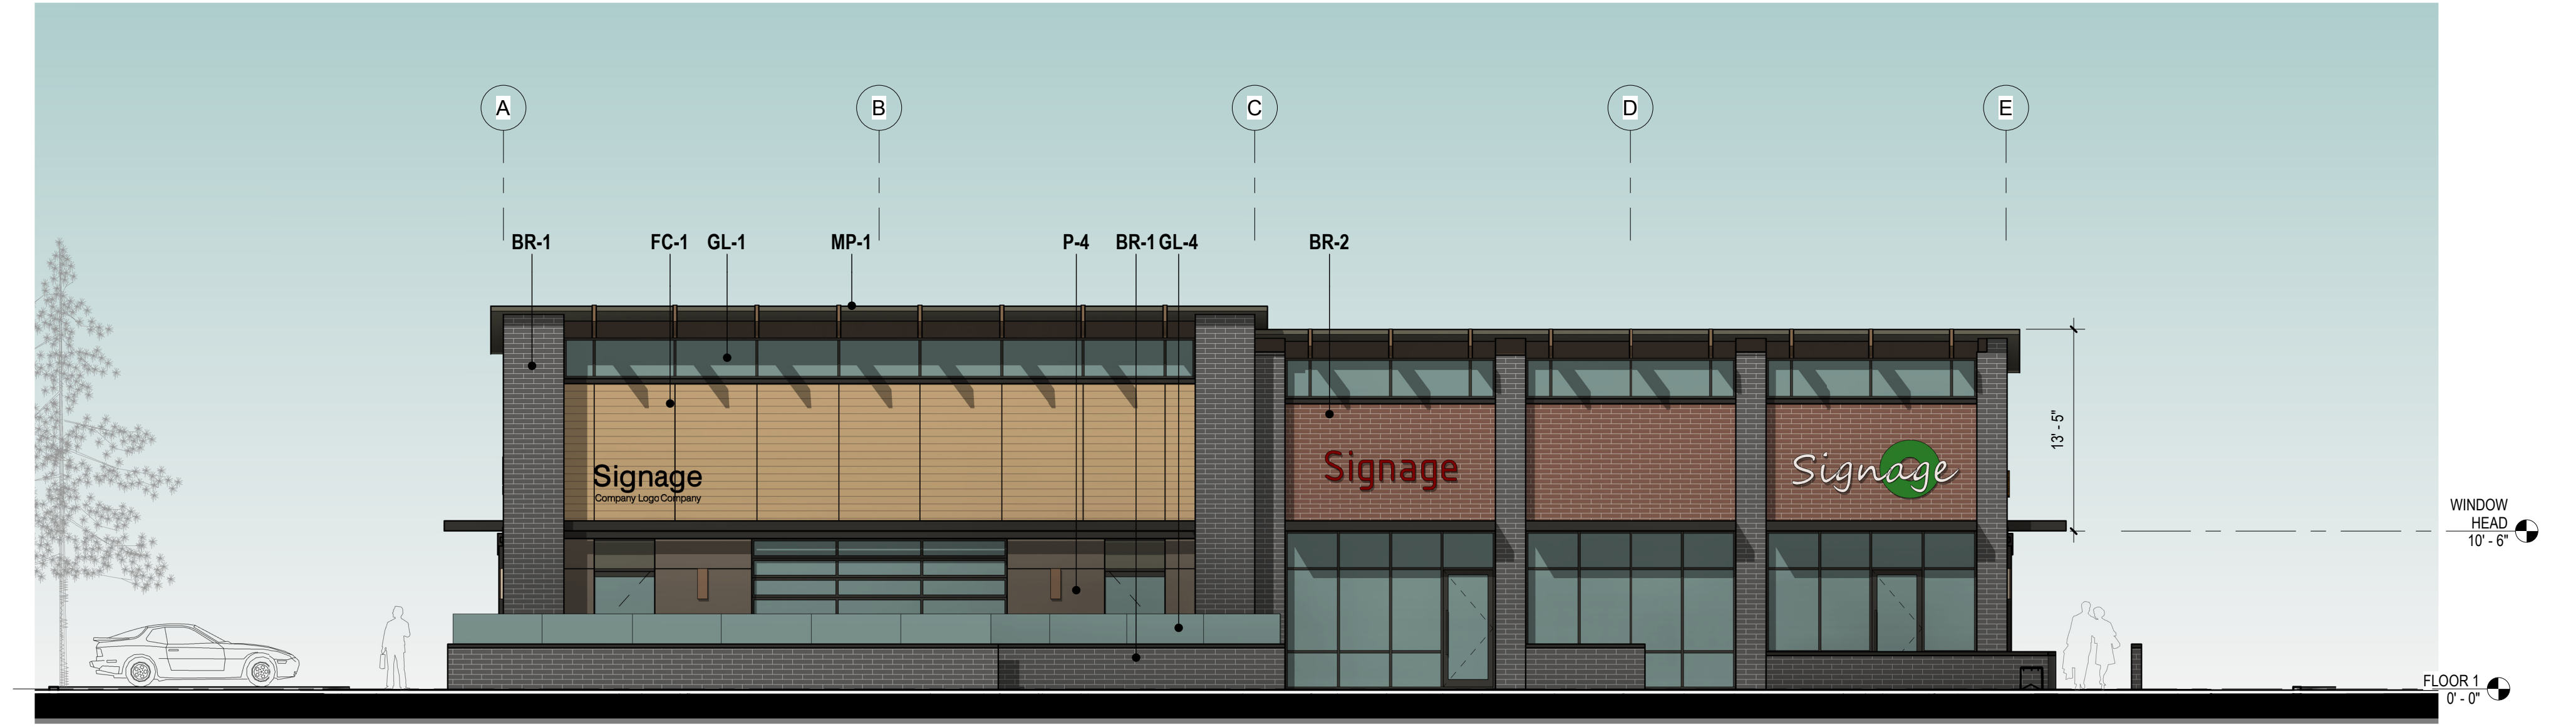 A
B
C
D
E
BR-1
FC-1
GL-1
MP-1
P-4
BR-1
GL-4
BR-2
13' - 5"
Signage
Company Logo Company
Signage
Signage
WINDOW
HEAD
10' - 6"
FLOOR 1
0' - 0"